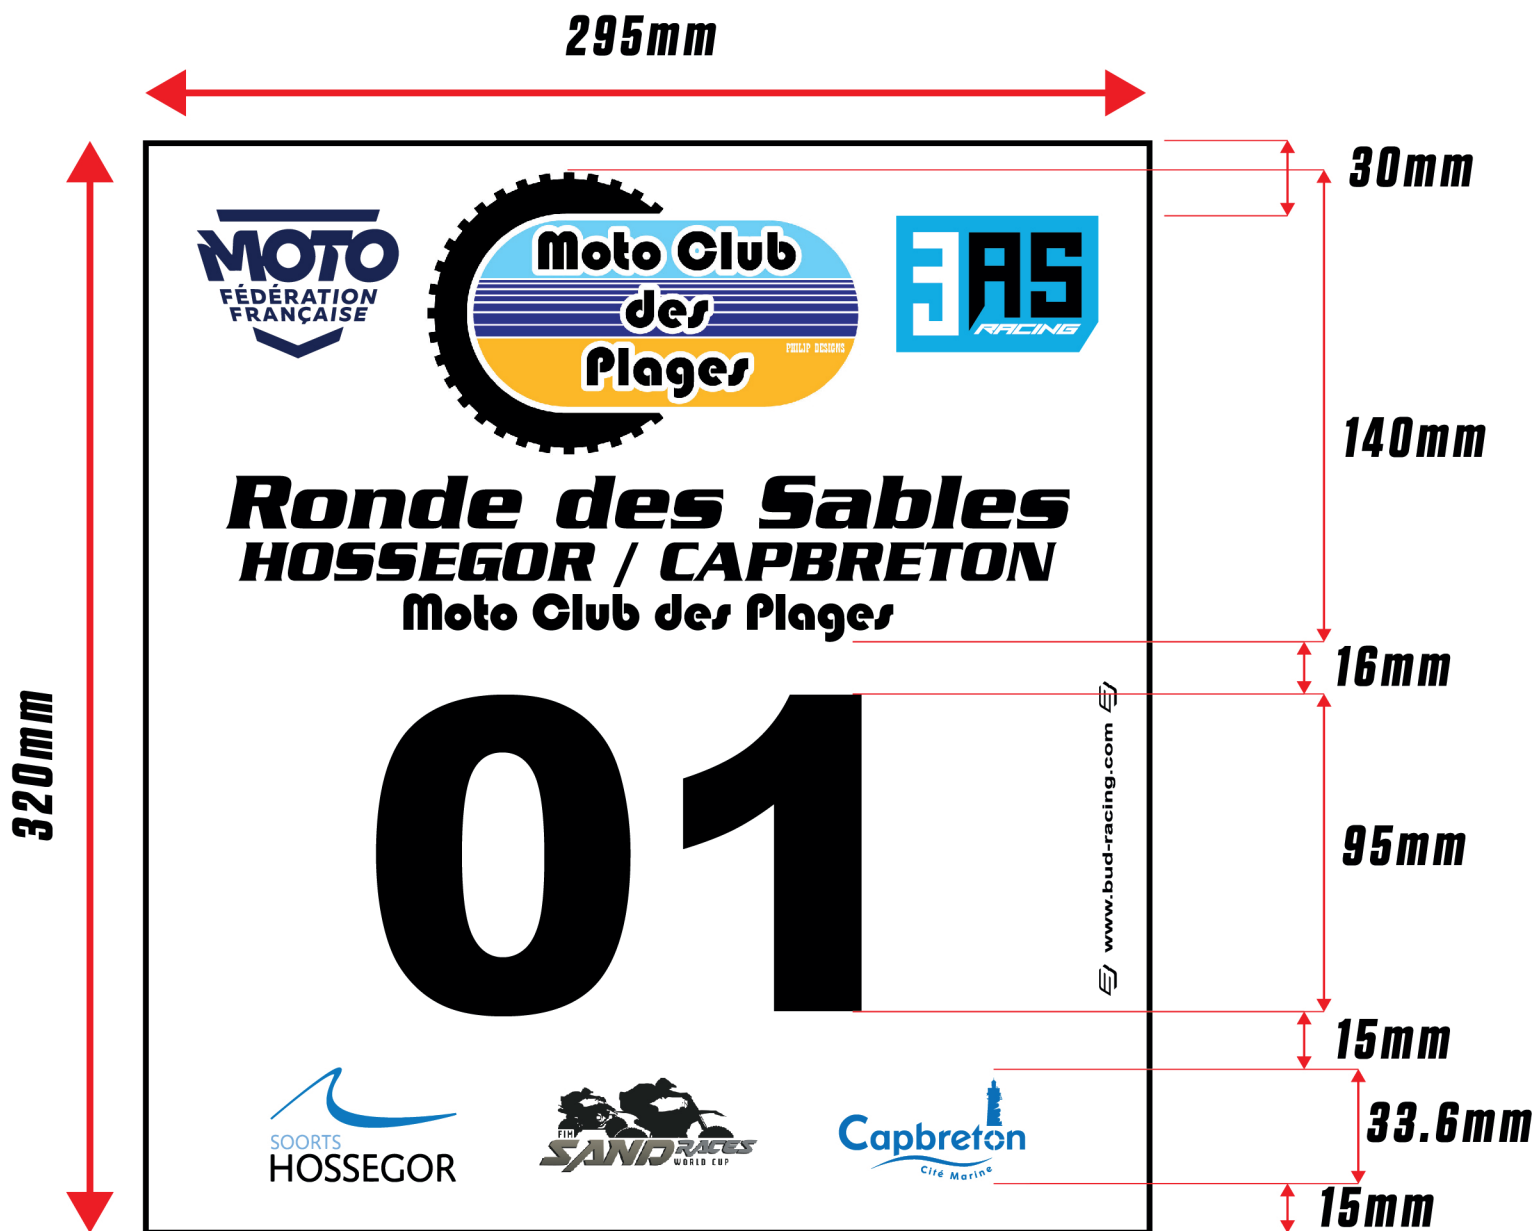 295mm
30mm
MOTO
FÉDÉRATION
FRANÇAISE
Moto Club
des
Plages
PHILIP DESIGNS
3AS
RACING
140mm
Ronde des Sables
HOSSEGOR / CAPBRETON
Moto Club des Plages
16mm
320mm
01
www.bud-racing.com
95mm
15mm
SOORTS
HOSSEGOR
FIM
SAND RACES
WORLD CUP
Capbreton
Cité Marine
33.6mm
15mm